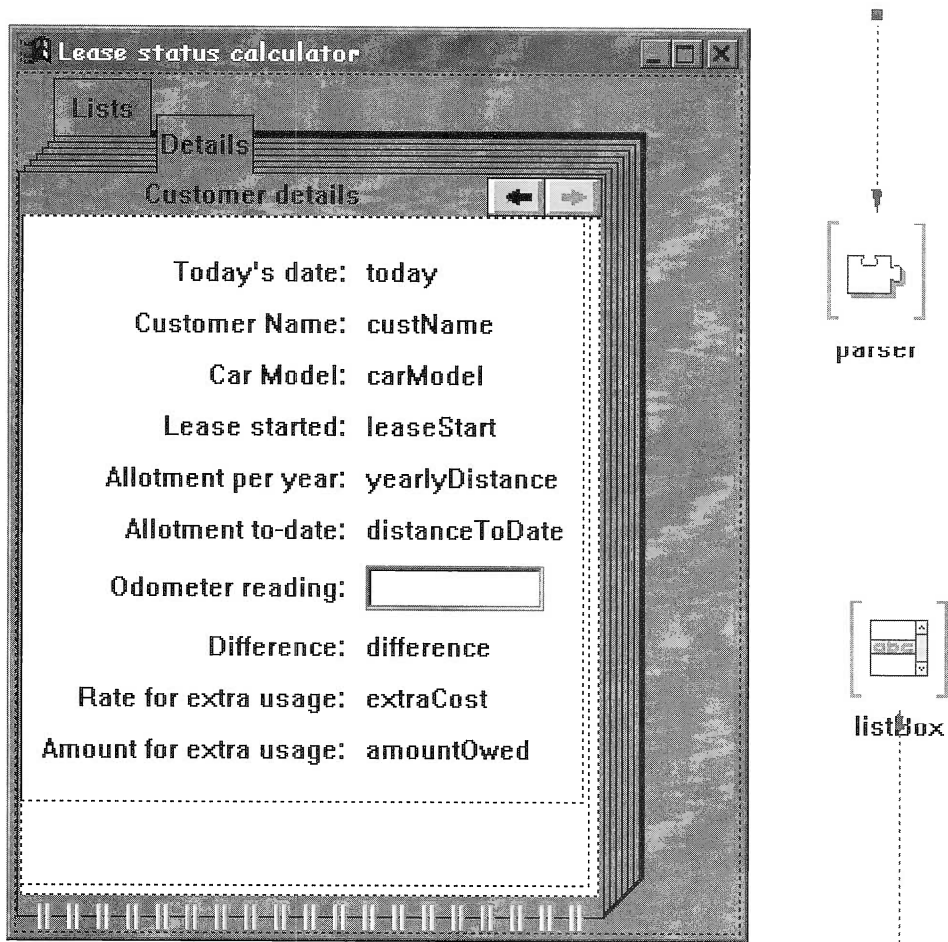 Lease status calculator
Lists
Details
Customer details
Today's date: today
Customer Name: custName
Car Model: carModel
Lease started: leaseStart
Allotment per year: yearlyDistance
Allotment to-date: distanceToDate
Odometer reading:
Difference: difference
Rate for extra usage: extraCost
Amount for extra usage: amountOwed
parser
abc
listBox